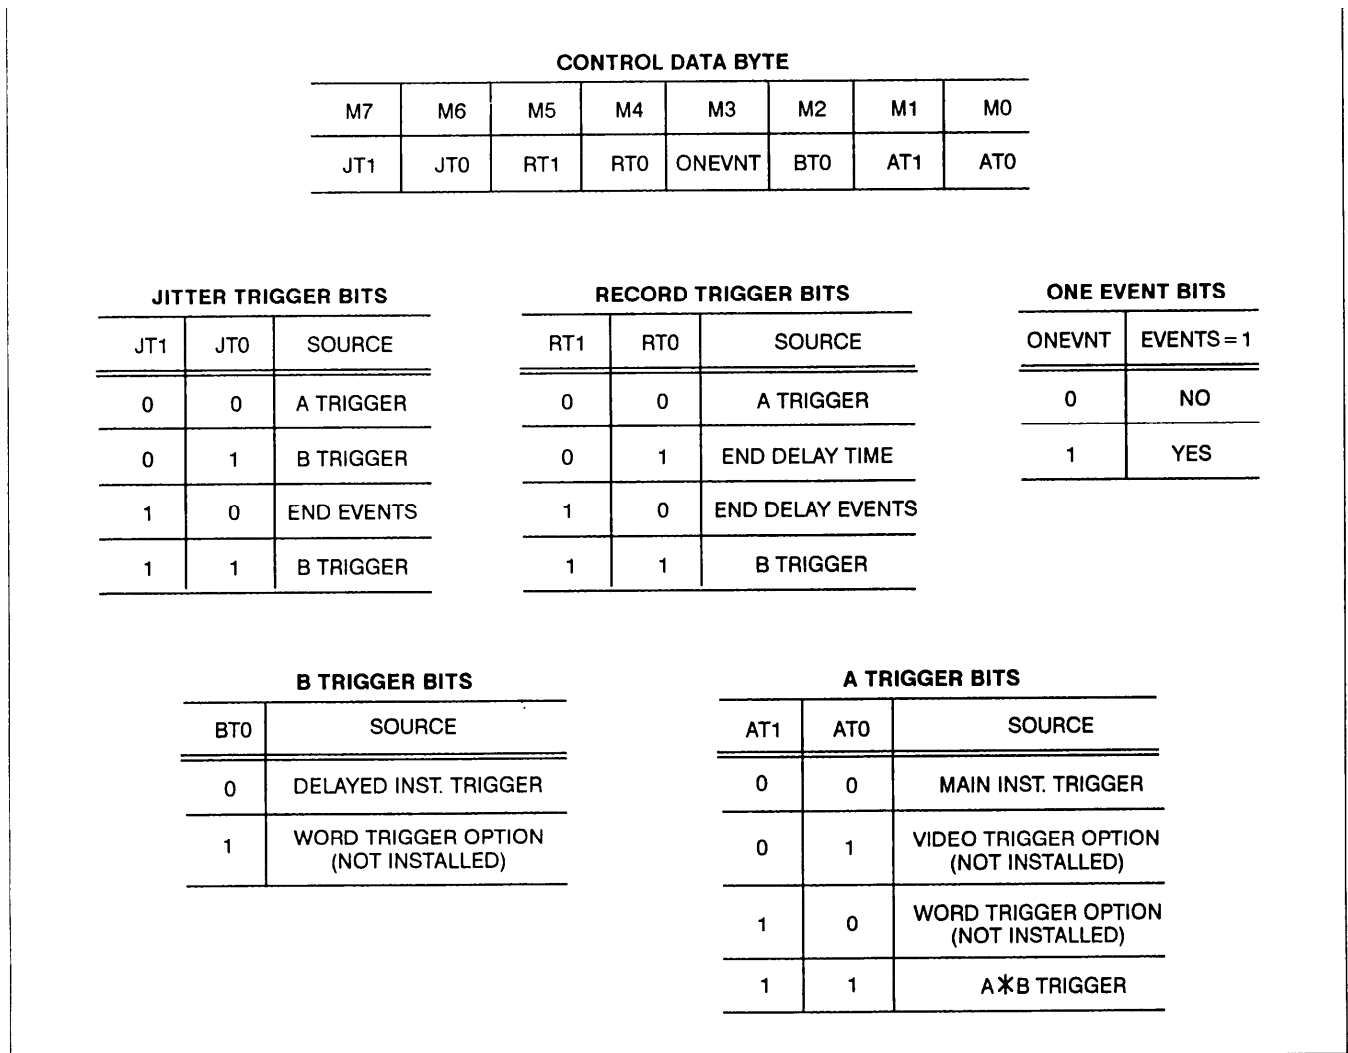 CONTROL DATA BYTE
M7 M6 M5 M4 M3 M2 M1 M0
JT1 JT0 RT1 RT0 ONEVNT BT0 AT1 AT0
JITTER TRIGGER BITS
JT1 JT0 SOURCE
0 0 A TRIGGER
0 1 B TRIGGER
1 0 END EVENTS
1 1 B TRIGGER
RECORD TRIGGER BITS
RT1 RT0 SOURCE
0 0 A TRIGGER
0 1 END DELAY TIME
1 0 END DELAY EVENTS
1 1 B TRIGGER
ONE EVENT BITS
ONEVNT EVENTS = 1
0 NO
1 YES
B TRIGGER BITS
BT0 SOURCE
0 DELAYED INST. TRIGGER
1 WORD TRIGGER OPTION
(NOT INSTALLED)
A TRIGGER BITS
AT1 AT0 SOURCE
0 0 MAIN INST. TRIGGER
0 1 VIDEO TRIGGER OPTION
(NOT INSTALLED)
1 0 WORD TRIGGER OPTION
(NOT INSTALLED)
1 1 A*B TRIGGER